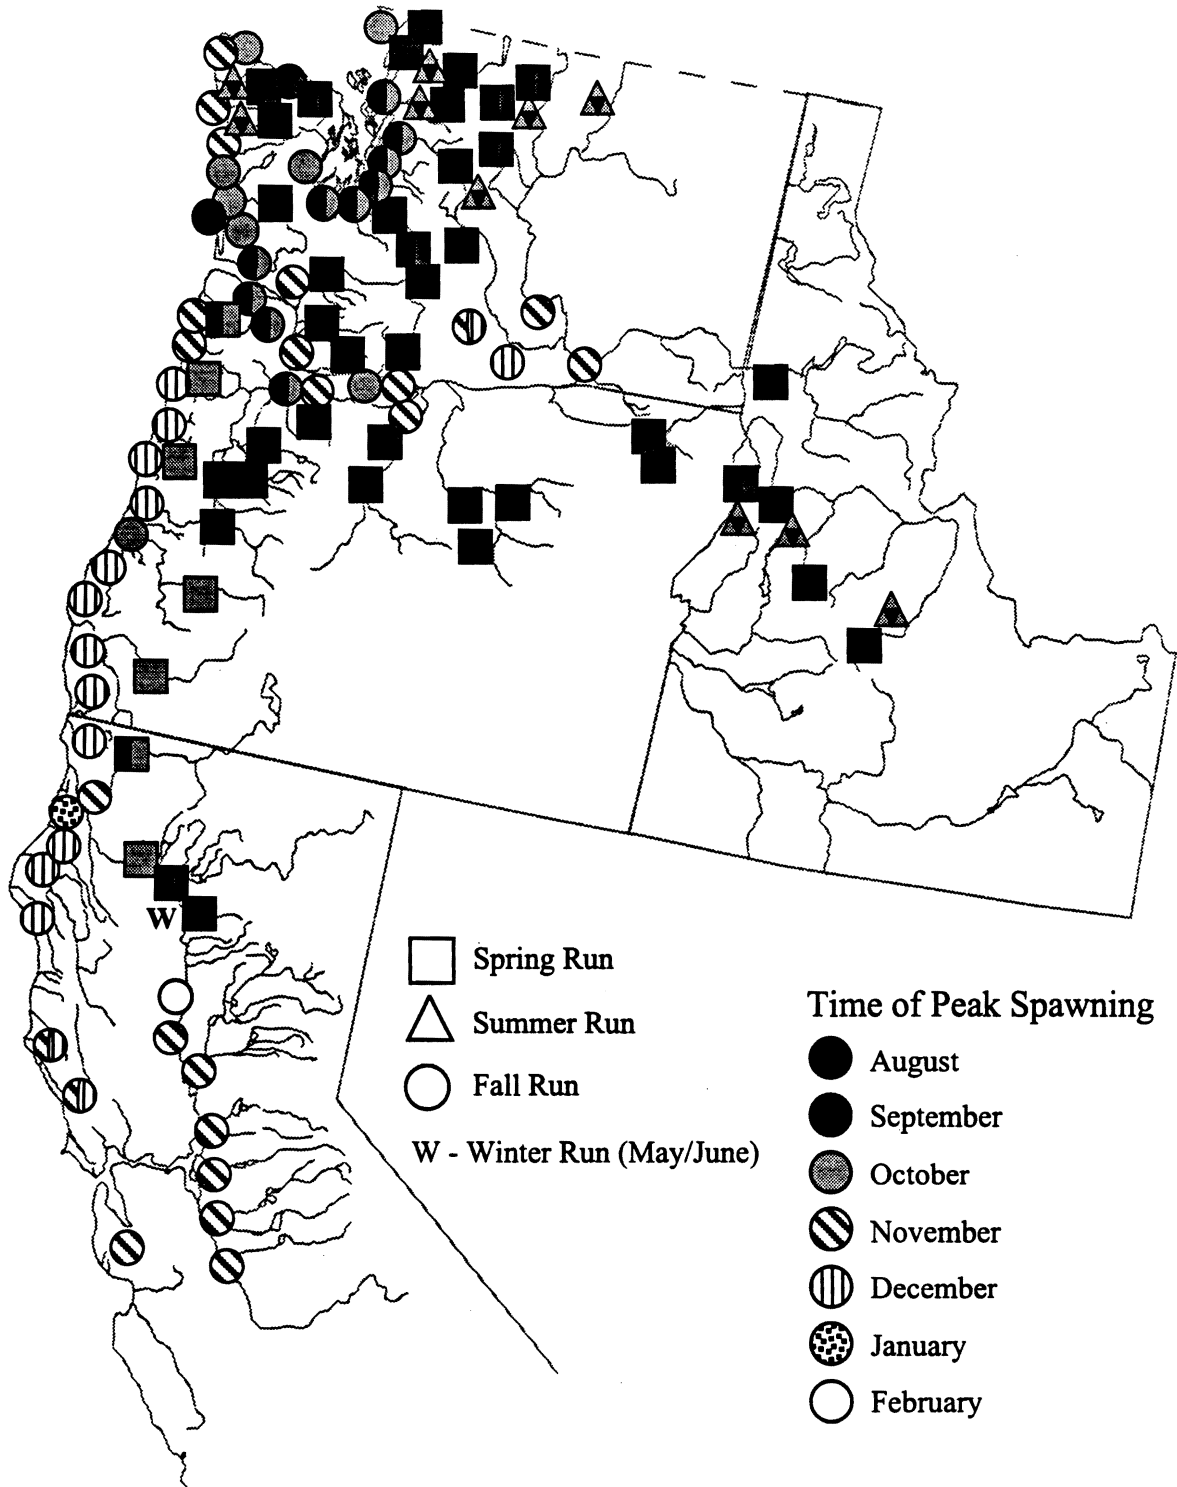 W
Spring Run
Summer Run
Fall Run
W - Winter Run (May/June)
Time of Peak Spawning
August
September
October
November
December
January
February